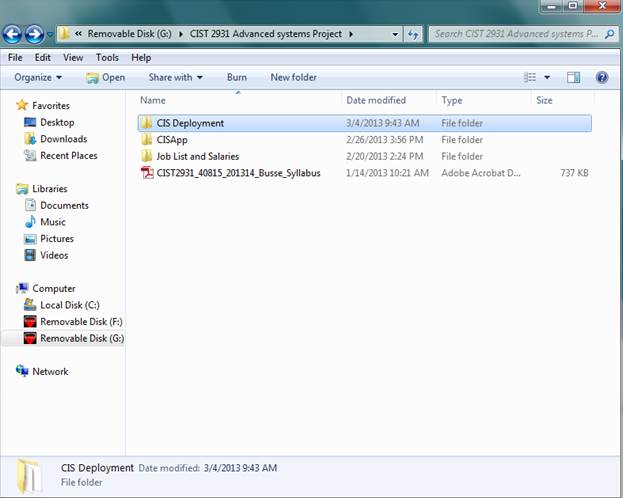 « Removable Disk (G:) ▸ CIST 2931 Advanced systems Project ▸ Search CIST 2931 Advanced systems P...
File Edit View Tools Help
Organize Open Share with Burn New folder
Name Date modified Type Size
Favorites
Desktop
Downloads
Recent Places
Libraries
Documents
Music
Pictures
Videos
Computer
Local Disk (C:)
Removable Disk (F:)
Removable Disk (G:)
Network
CIS Deployment 3/4/2013 9:43 AM File folder
CISApp 2/26/2013 3:56 PM File folder
Job List and Salaries 2/20/2013 2:24 PM File folder
CIST2931_40815_201314_Busse_Syllabus 1/14/2013 10:21 AM Adobe Acrobat D... 737 KB
CIS Deployment Date modified: 3/4/2013 9:43 AM
File folder